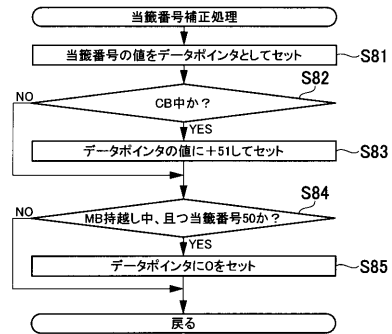 当籤番号補正処理
当籤番号の値をデータポインタとしてセット
S81
S82
NO
CB中か?
YES
データポインタの値に+51してセット
S83
S84
NO
MB持越し中、且つ当籤番号50か?
YES
データポインタに0をセット
S85
戻る